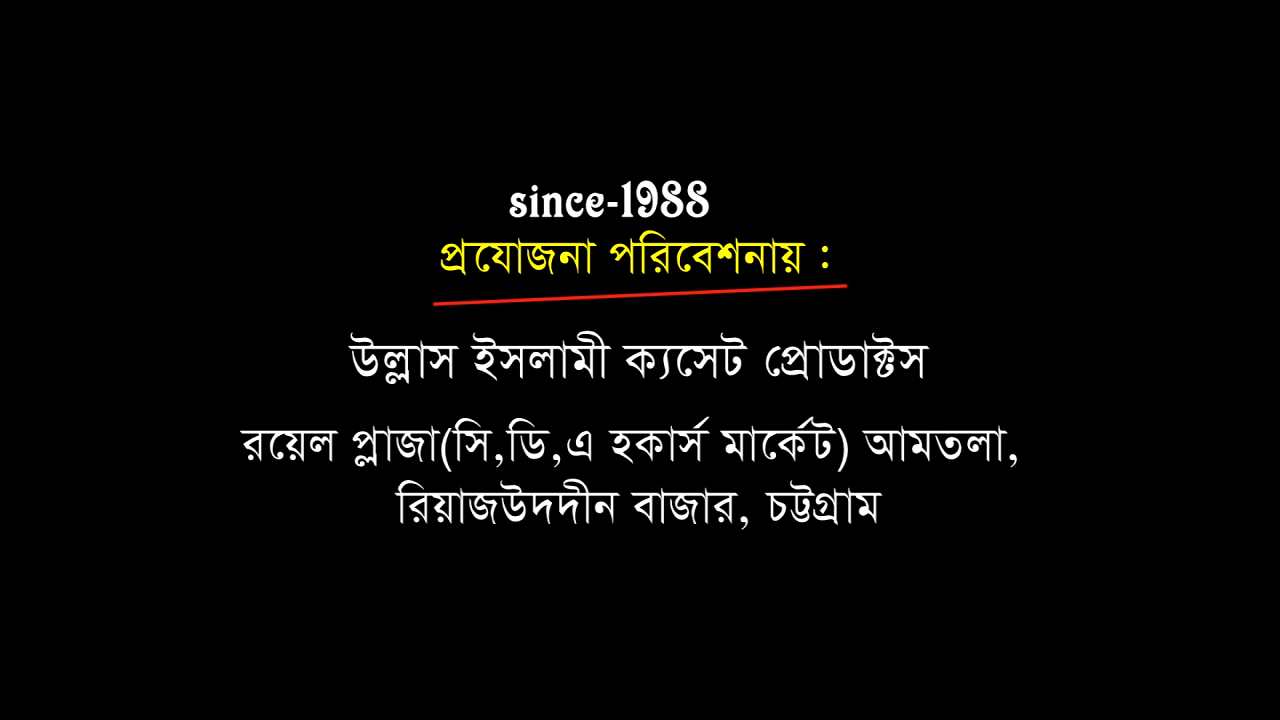 since-1988
প্রযোজনা পরিবেশনায় :
উল্লাস ইসলামী ক্যসেট প্রোডাক্টস
রয়েল প্লাজা(সি,ডি,এ হকার্স মার্কেট) আমতলা,
রিয়াজউদদীন বাজার, চট্টগ্রাম